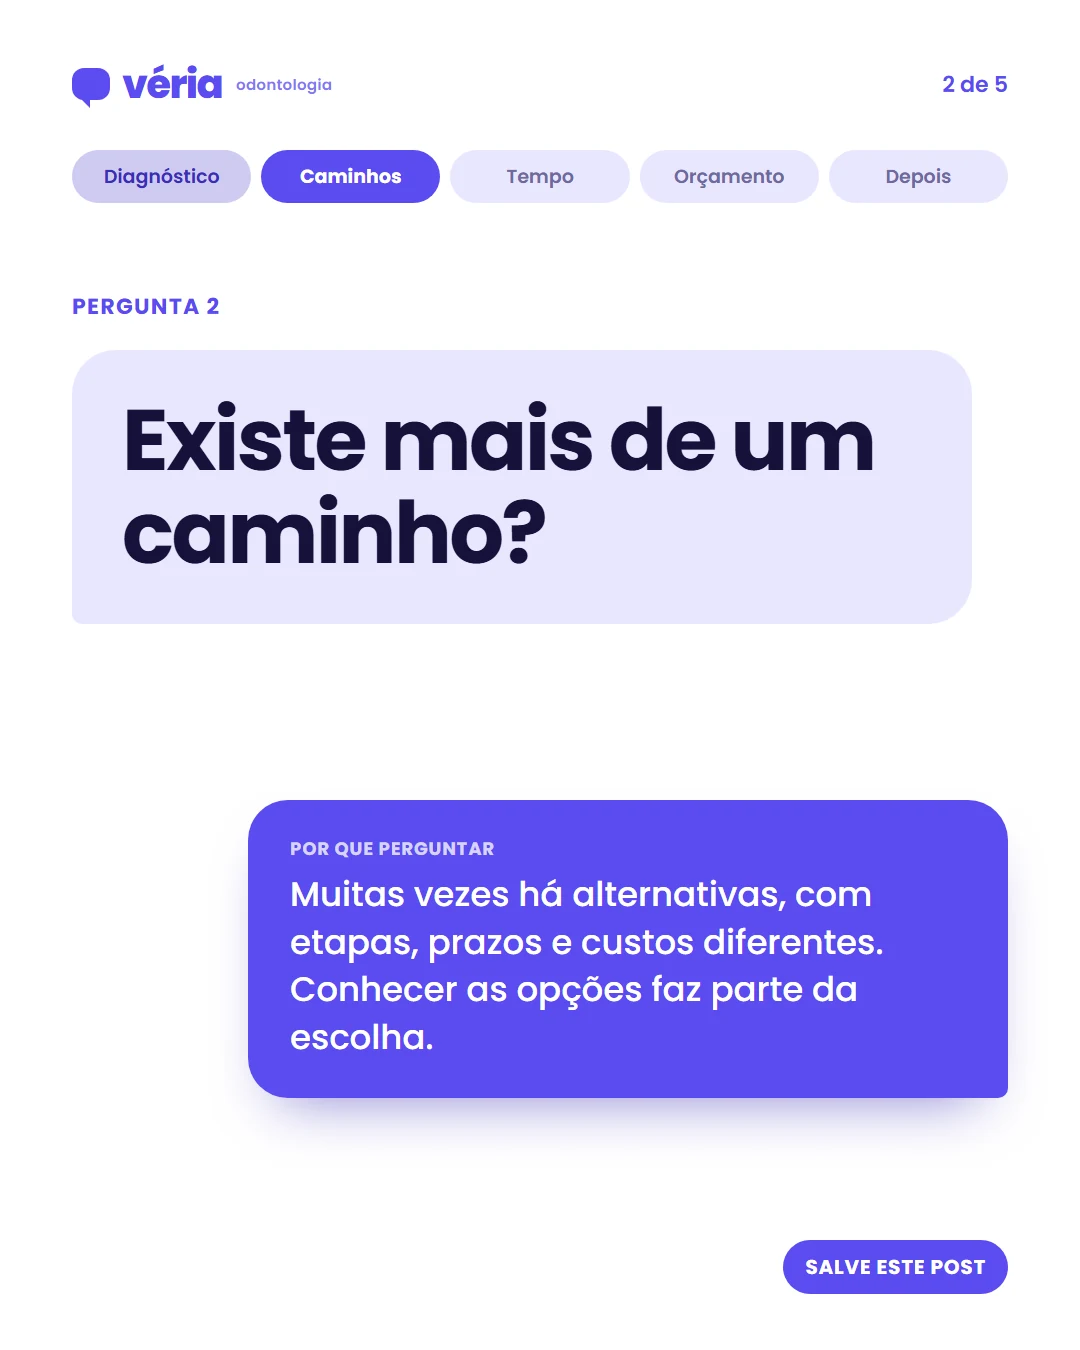 véria odontologia
2 de 5
Diagnóstico
Caminhos
Tempo
Orçamento
Depois
PERGUNTA 2
Existe mais de um
caminho?
POR QUE PERGUNTAR
Muitas vezes há alternativas, com
etapas, prazos e custos diferentes.
Conhecer as opções faz parte da
escolha.
SALVE ESTE POST